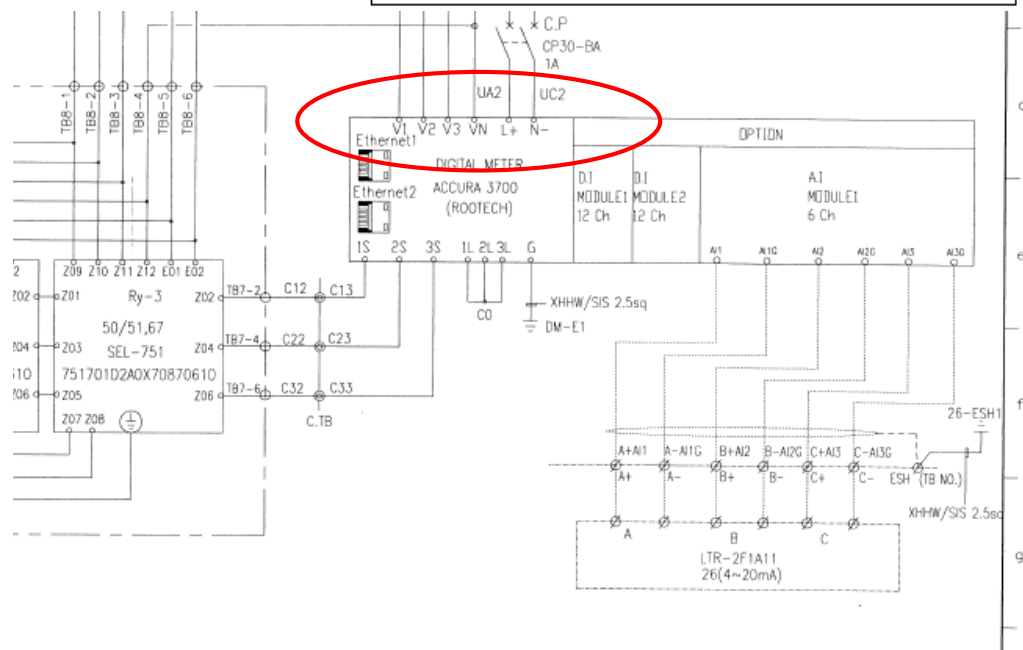 C.P
CP30-BA
1A
UA2 UC2
TB8-1 TB8-2 TB8-3 TB8-4 TB8-5 TB8-6
V1 V2 V3 VN L+ N-
Ethernet1
DIGITAL METER
ACCURA 3700
(ROOTECH)
Ethernet2
OPTION
D.I
MODULE1
12 Ch
D.I
MODULE2
12 Ch
A.I
MODULE1
6 Ch
1S 2S 3S 1L 2L 3L G
AI1 AI1G AI2 AI2G AI3 AI3G
C0
XHHW/SIS 2.5sq
DM-E1
2
Z02
Z04
510
Z06
Z09 Z10 Z11 Z12 E01 E02
Z01 Ry-3 Z02
50/51,67
Z03 SEL-751 Z04
751701D2A0X70870610
Z05 Z06
Z07 Z08
TB7-2 C12 C13
TB7-4 C22 C23
TB7-6 C32 C33
C.TB
26-ESH1
A+AI1 A-AI1G B+AI2 B-AI2G C+AI3 C-AI3G
A+ A- B+ B- C+ C- ESH (TB NO.)
XHHW/SIS 2.5sq
A B C
LTR-2F1A11
26(4~20mA)
e
f
g